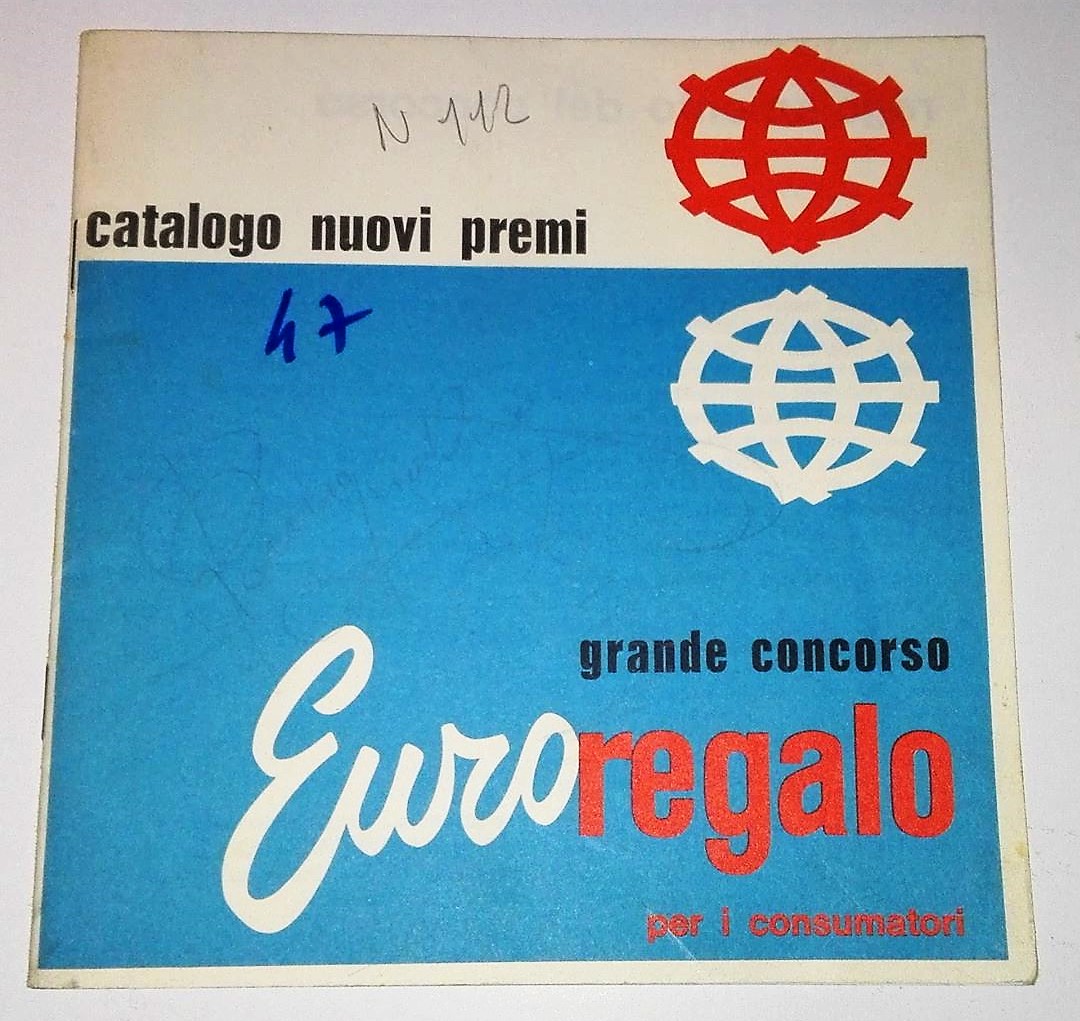 N 112
catalogo nuovi premi
47
grande concorso
Euroregalo
per i consumatori